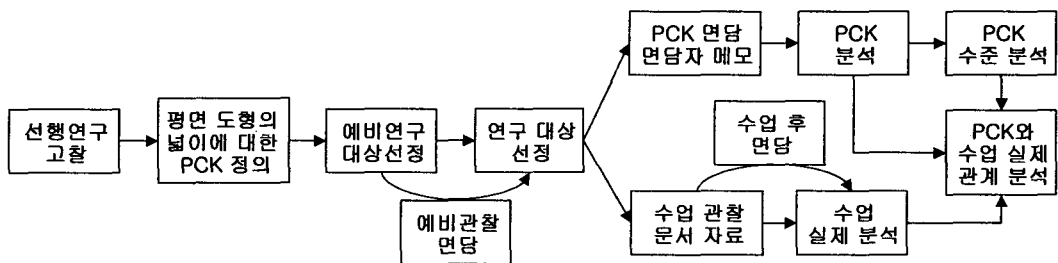 선행연구
고찰
평면 도형의
넓이에 대한
PCK 정의
예비연구
대상선정
예비관찰
면담
연구 대상
선정
PCK 면담
면담자 메모
PCK
분석
PCK
수준 분석
수업 관찰
문서 자료
수업 후
면담
수업
실제 분석
PCK와
수업 실제
관계 분석